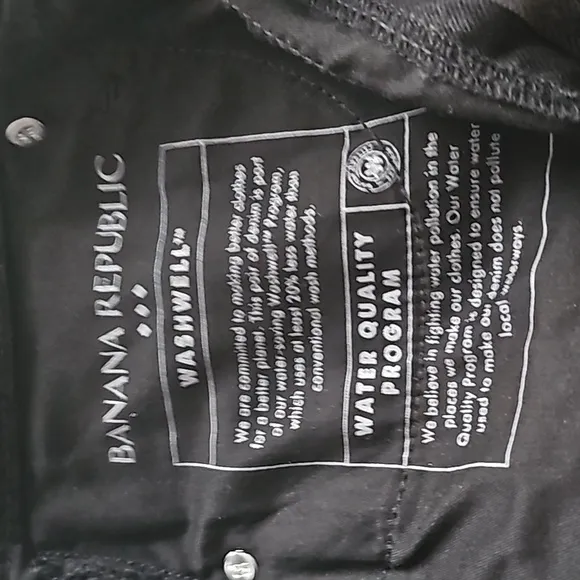 BANANA REPUBLIC
WASHWELL™
We are committed to making better clothes
for a better planet. This pair of denim is part
of our water-saving Washwell™ Program,
which uses at least 20% less water than
conventional wash methods.
WATER QUALITY
PROGRAM
We believe in fighting water pollution in the
places we make our clothes. Our Water
Quality Program is designed to ensure water
used to make our denim does not pollute
local waterways.